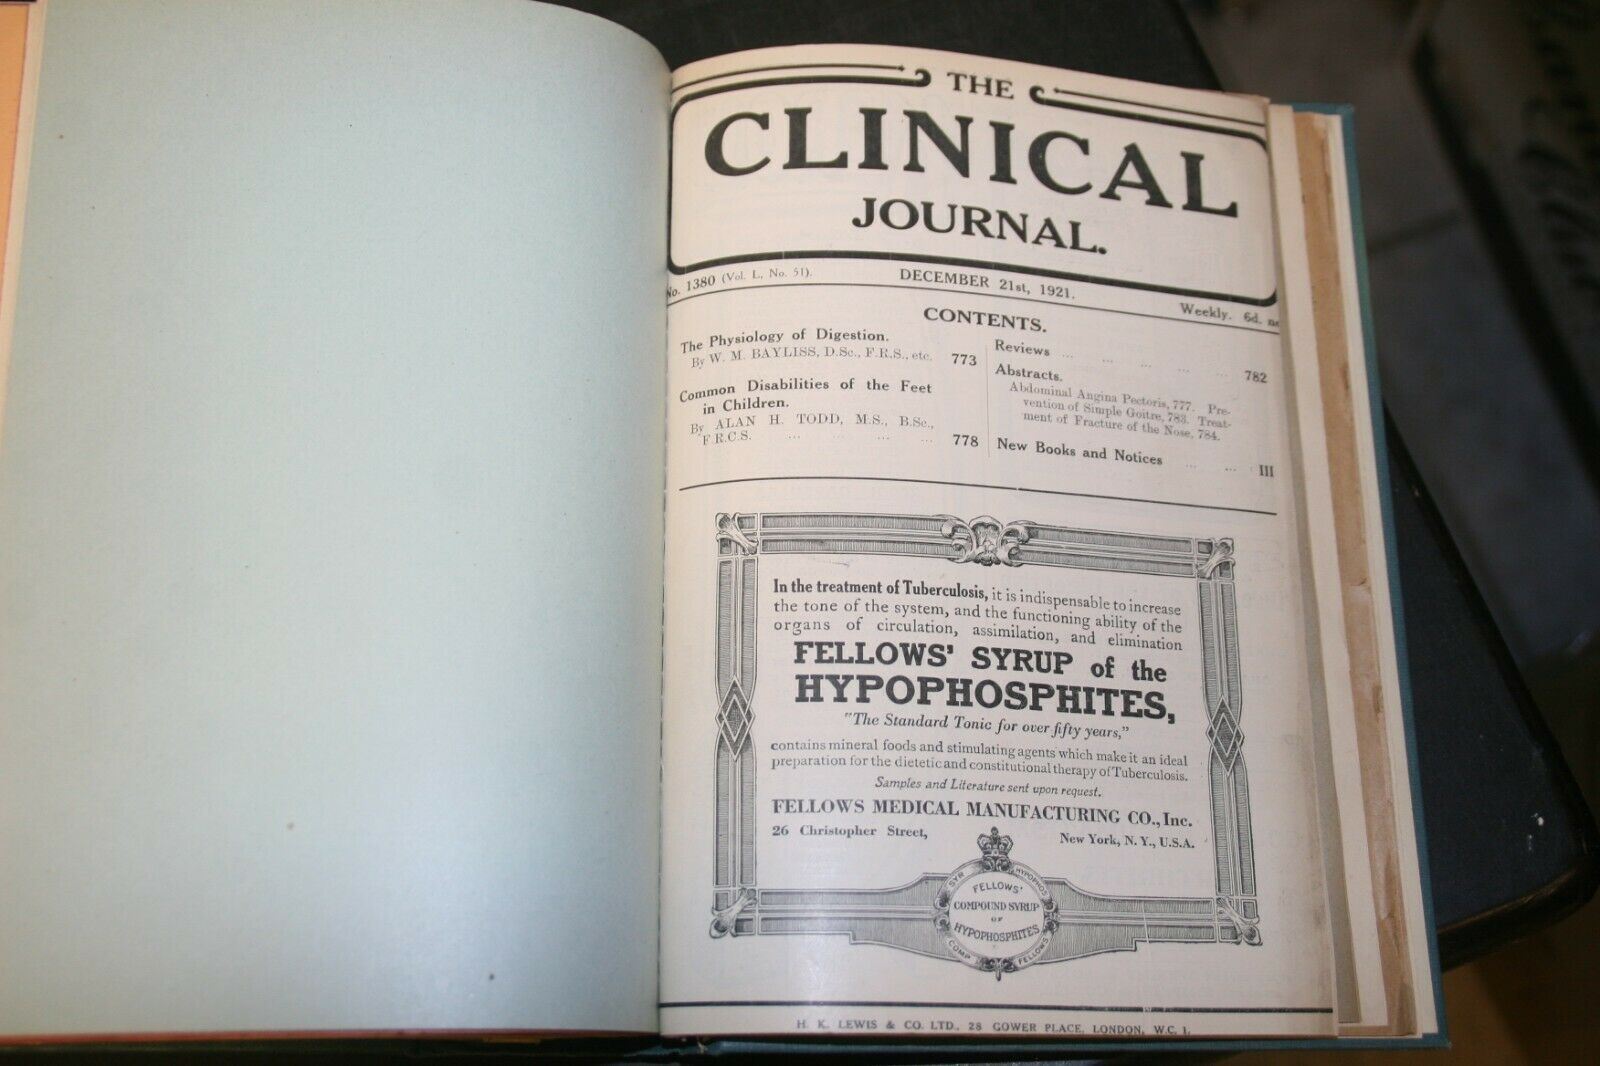 THE
CLINICAL
JOURNAL.
No. 1380 (Vol. L, No. 51).
DECEMBER 21st, 1921.
Weekly. 6d.
CONTENTS.
The Physiology of Digestion.
By W. M. BAYLISS, D.Sc., F.R.S., etc. 773
Common Disabilities of the Feet
in Children.
By ALAN H. TODD, M.S., B.Sc.,
F.R.C.S. ... ... ... ... 778
Reviews ... ... ... ... ... 782
Abstracts.
Abdominal Angina Pectoris, 777. Pre-
vention of Simple Goitre, 783. Treat-
ment of Fracture of the Nose, 784.
New Books and Notices ... ... III
In the treatment of Tuberculosis, it is indispensable to increase
the tone of the system, and the functioning ability of the
organs of circulation, assimilation, and elimination
FELLOWS' SYRUP of the
HYPOPHOSPHITES,
"The Standard Tonic for over fifty years,"
contains mineral foods and stimulating agents which make it an ideal
preparation for the dietetic and constitutional therapy of Tuberculosis.
Samples and Literature sent upon request.
FELLOWS MEDICAL MANUFACTURING CO., Inc.
26 Christopher Street, New York, N. Y., U.S.A.
SYR HYPOPHOS
FELLOWS'
COMPOUND SYRUP
OF
HYPOPHOSPHITES
COMP FELLOWS
H. K. LEWIS & CO. LTD., 28 GOWER PLACE, LONDON, W.C. 1.